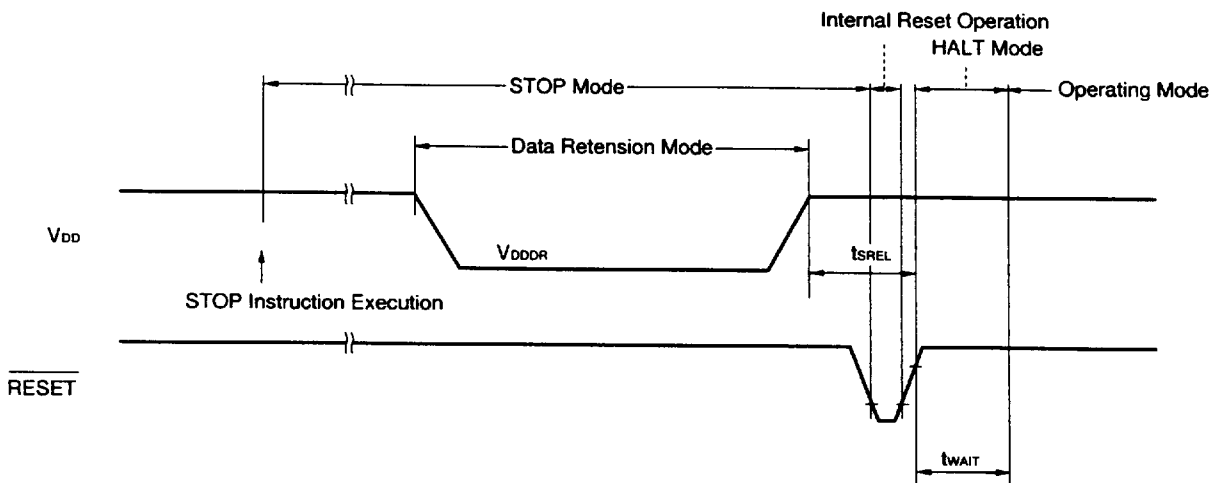 Internal Reset Operation
HALT Mode
STOP Mode
Operating Mode
Data Retension Mode
VDD
VDDDR
tSREL
STOP Instruction Execution
RESET
tWAIT